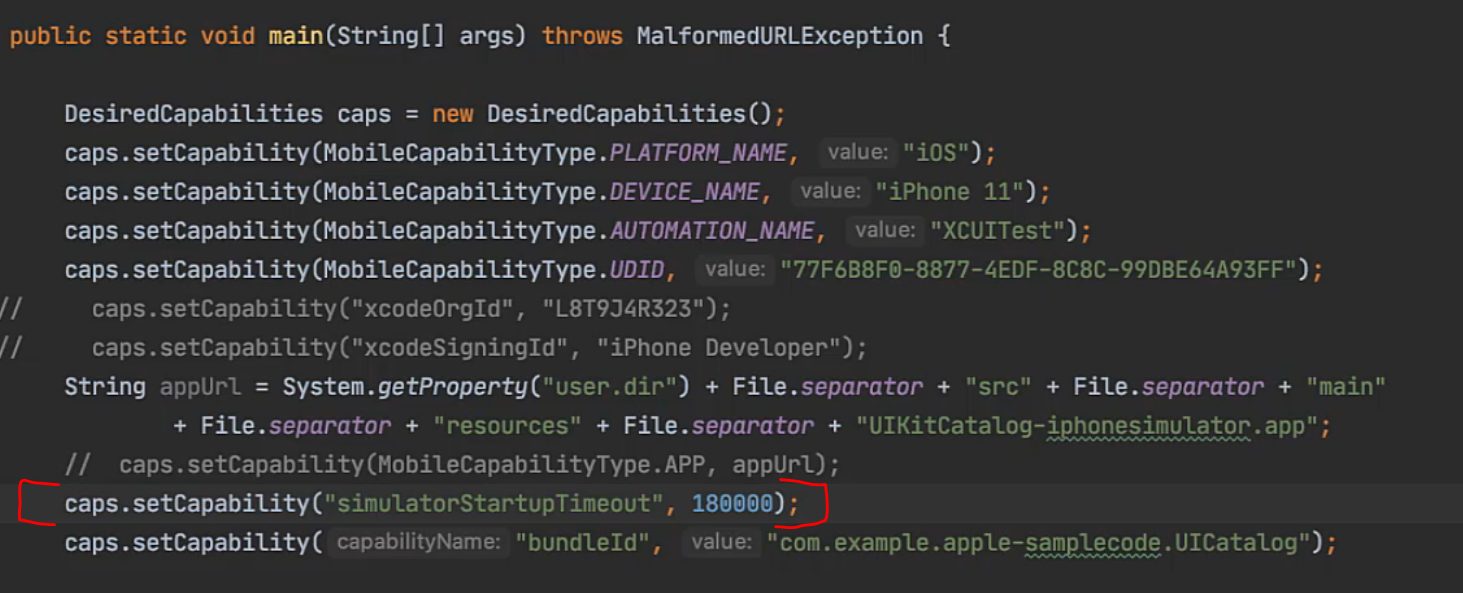 public static void main(String[] args) throws MalformedURLException {
DesiredCapabilities caps = new DesiredCapabilities();
caps.setCapability(MobileCapabilityType.PLATFORM_NAME, value: "iOS");
caps.setCapability(MobileCapabilityType.DEVICE_NAME, value: "iPhone 11");
caps.setCapability(MobileCapabilityType.AUTOMATION_NAME, value: "XCUITest");
caps.setCapability(MobileCapabilityType.UDID, value: "77F6B8F0-8877-4EDF-8C8C-99DBE64A93FF");
// caps.setCapability("xcodeOrgId", "L8T9J4R323");
// caps.setCapability("xcodeSigningId", "iPhone Developer");
String appUrl = System.getProperty("user.dir") + File.separator + "src" + File.separator + "main"
+ File.separator + "resources" + File.separator + "UIKitCatalog-iphonesimulator.app";
// caps.setCapability(MobileCapabilityType.APP, appUrl);
caps.setCapability("simulatorStartupTimeout", 180000);
caps.setCapability( capabilityName: "bundleId", value: "com.example.apple-samplecode.UICatalog");